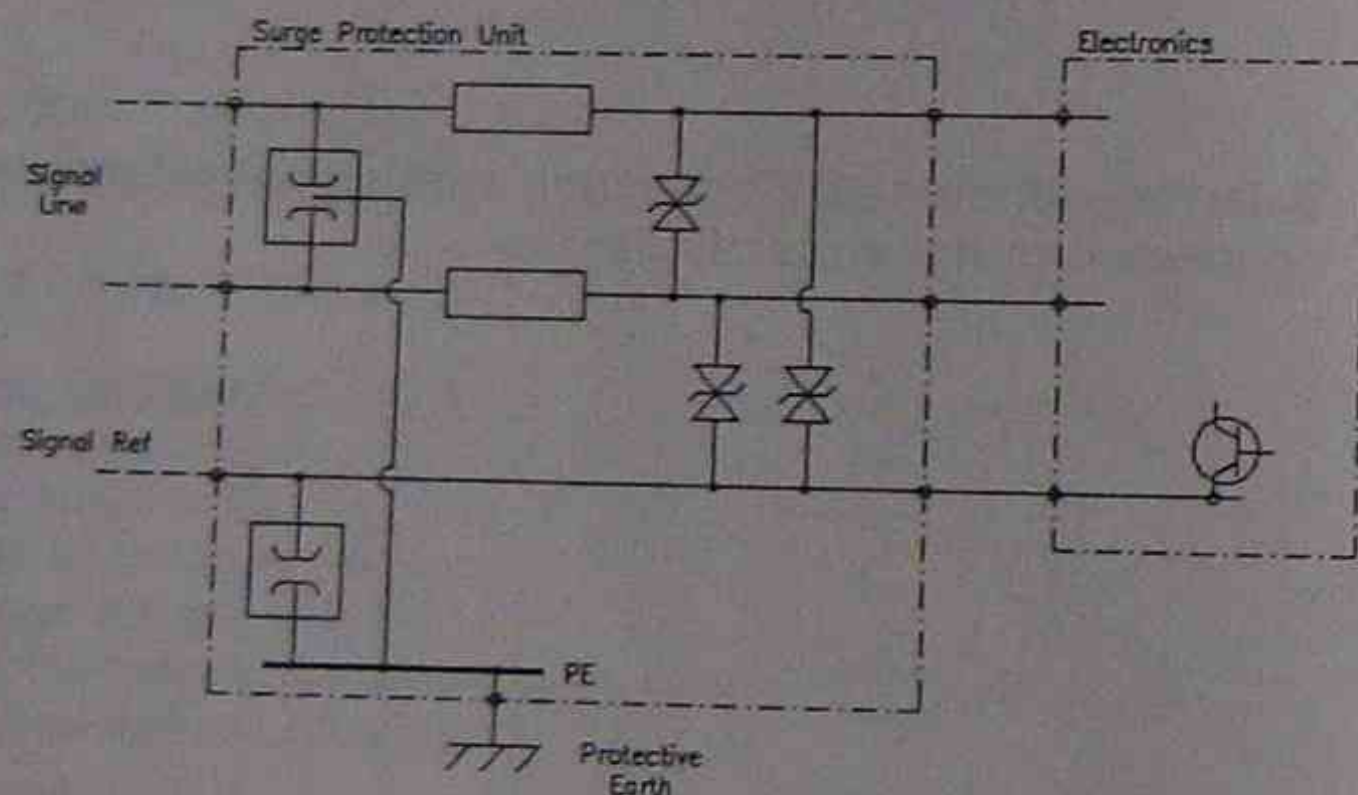 Surge Protection Unit
Electronics
Signal
Line
Signal Ref
PE
Protective
Earth